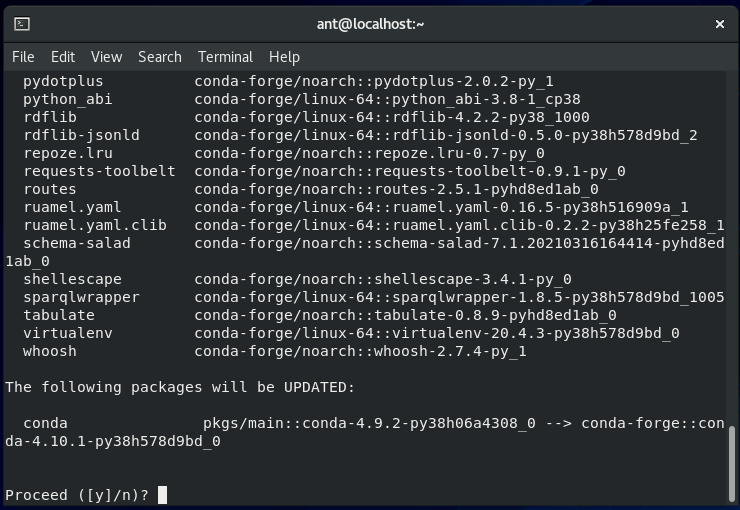 ant@localhost:~
File Edit View Search Terminal Help
pydotplus conda-forge/noarch::pydotplus-2.0.2-py_1
python_abi conda-forge/linux-64::python_abi-3.8-1_cp38
rdflib conda-forge/linux-64::rdflib-4.2.2-py38_1000
rdflib-jsonld conda-forge/linux-64::rdflib-jsonld-0.5.0-py38h578d9bd_2
repoze.lru conda-forge/noarch::repoze.lru-0.7-py_0
requests-toolbelt conda-forge/noarch::requests-toolbelt-0.9.1-py_0
routes conda-forge/noarch::routes-2.5.1-pyhd8ed1ab_0
ruamel.yaml conda-forge/linux-64::ruamel.yaml-0.16.5-py38h516909a_1
ruamel.yaml.clib conda-forge/linux-64::ruamel.yaml.clib-0.2.2-py38h25fe258_1
schema-salad conda-forge/noarch::schema-salad-7.1.20210316164414-pyhd8ed
1ab_0
shellescape conda-forge/noarch::shellescape-3.4.1-py_0
sparqlwrapper conda-forge/linux-64::sparqlwrapper-1.8.5-py38h578d9bd_1005
tabulate conda-forge/noarch::tabulate-0.8.9-pyhd8ed1ab_0
virtualenv conda-forge/linux-64::virtualenv-20.4.3-py38h578d9bd_0
whoosh conda-forge/noarch::whoosh-2.7.4-py_1
The following packages will be UPDATED:
conda pkgs/main::conda-4.9.2-py38h06a4308_0 --> conda-forge::con
da-4.10.1-py38h578d9bd_0
Proceed ([y]/n)?